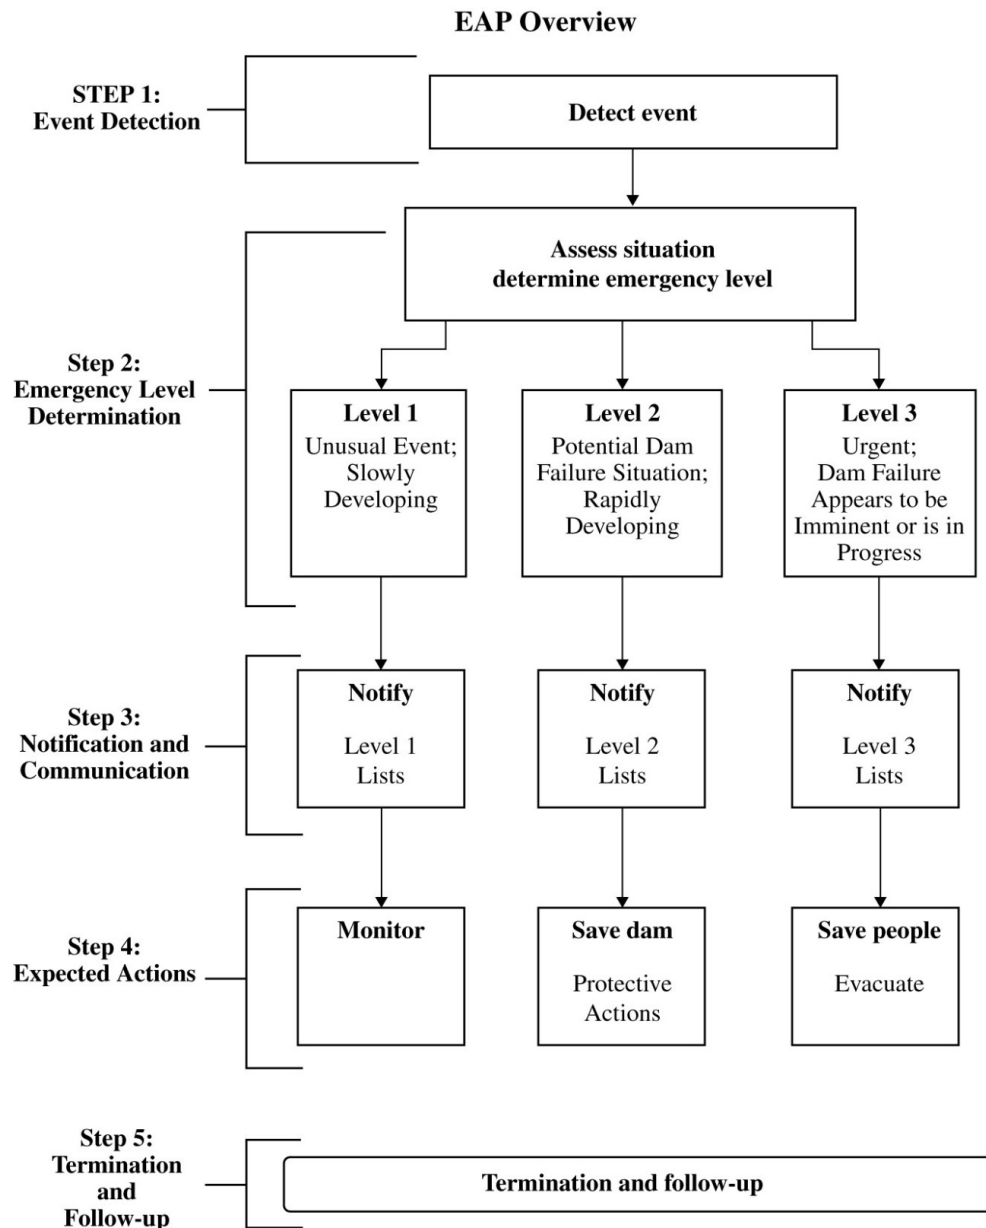 EAP Overview
STEP 1:
Event Detection
Detect event
Assess situation
determine emergency level
Step 2:
Emergency Level
Determination
Level 1
Unusual Event;
Slowly
Developing
Level 2
Potential Dam
Failure Situation;
Rapidly
Developing
Level 3
Urgent;
Dam Failure
Appears to be
Imminent or is in
Progress
Step 3:
Notification and
Communication
Notify
Level 1
Lists
Notify
Level 2
Lists
Notify
Level 3
Lists
Step 4:
Expected Actions
Monitor
Save dam
Protective
Actions
Save people
Evacuate
Step 5:
Termination
and
Follow-up
Termination and follow-up